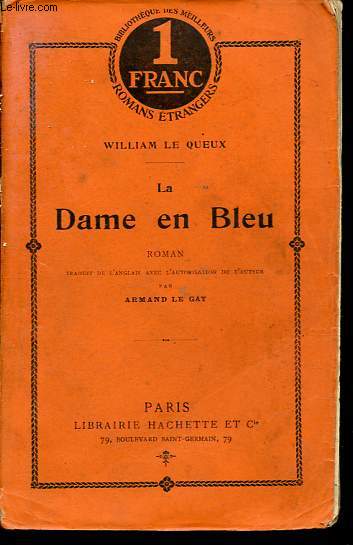 Le-livre.com
BIBLIOTHÈQUE DES MEILLEURS
1
FRANC
ROMANS ÉTRANGERS
WILLIAM LE QUEUX
La
Dame en Bleu
ROMAN
TRADUIT DE L'ANGLAIS AVEC L'AUTORISATION DE L'AUTEUR
PAR
ARMAND LE GAY
PARIS
LIBRAIRIE HACHETTE ET Cie
79, BOULEVARD SAINT-GERMAIN, 79